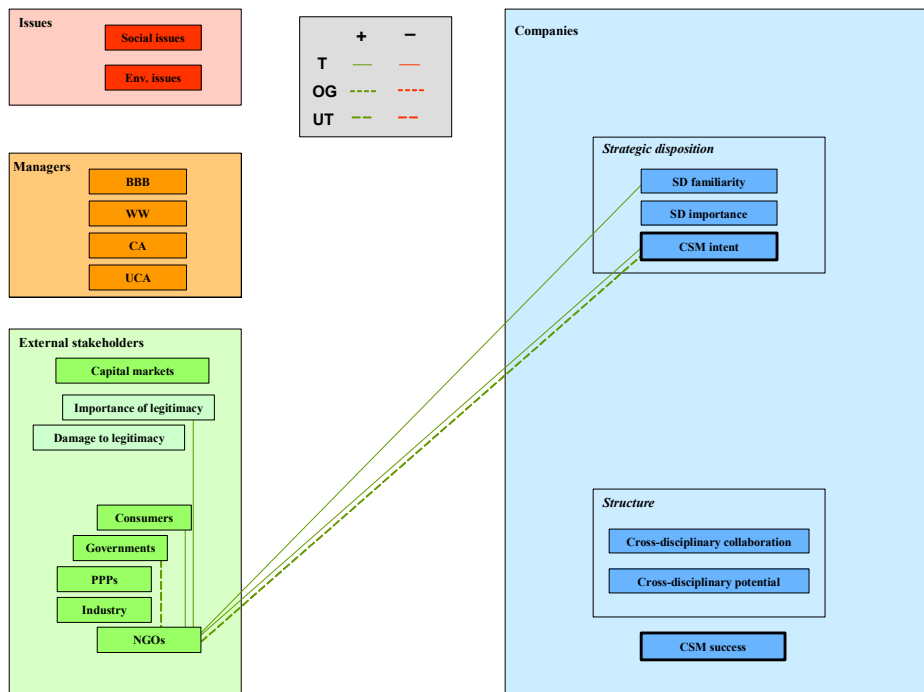 Issues
Social issues
Env. issues
+ –
T
OG
UT
Companies
Strategic disposition
SD familiarity
SD importance
CSM intent
Managers
BBB
WW
CA
UCA
External stakeholders
Capital markets
Importance of legitimacy
Damage to legitimacy
Consumers
Governments
PPPs
Industry
NGOs
Structure
Cross-disciplinary collaboration
Cross-disciplinary potential
CSM success